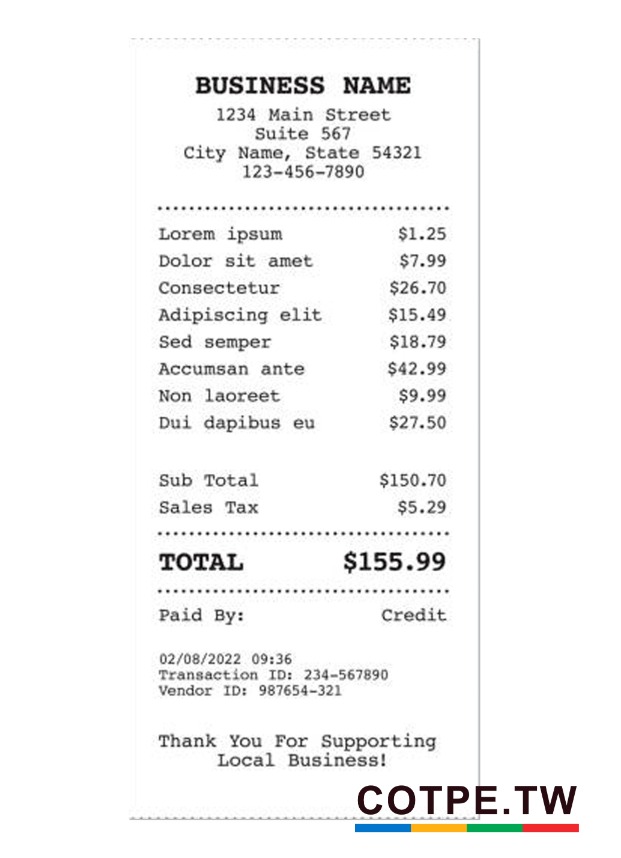 BUSINESS NAME
1234 Main Street
Suite 567
City Name, State 54321
123-456-7890
Lorem ipsum $1.25
Dolor sit amet $7.99
Consectetur $26.70
Adipiscing elit $15.49
Sed semper $18.79
Accumsan ante $42.99
Non laoreet $9.99
Dui dapibus eu $27.50
Sub Total $150.70
Sales Tax $5.29
TOTAL $155.99
Paid By: Credit
02/08/2022 09:36
Transaction ID: 234-567890
Vendor ID: 987654-321
Thank You For Supporting
Local Business!
COTPE.TW